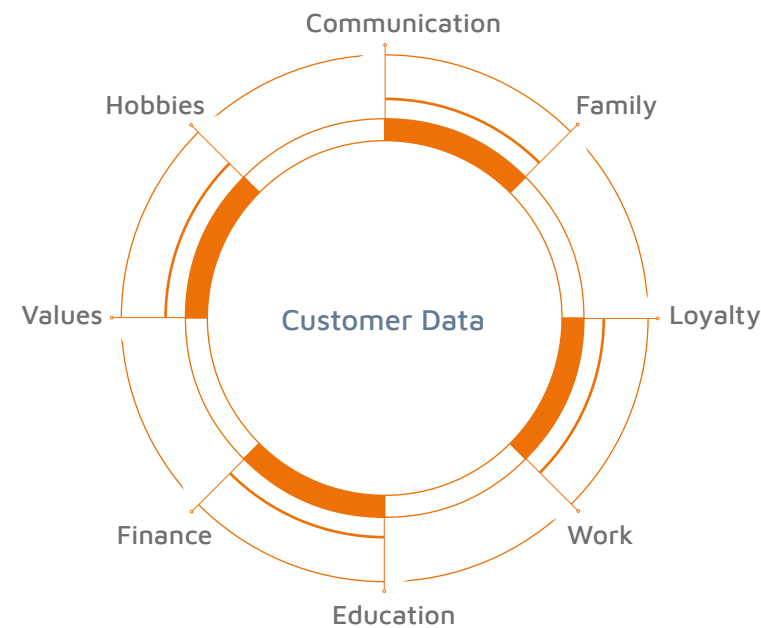 Communication
Hobbies
Family
Values
Customer Data
Loyalty
Finance
Work
Education